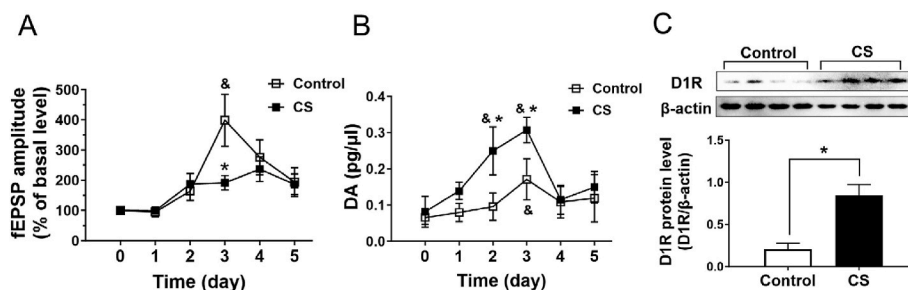 A
fEPSP amplitude
(% of basal level)
500
400
300
200
100
0
&
*
Control
CS
0 1 2 3 4 5
Time (day)
B
DA (pg/μl)
0.4
0.3
0.2
0.1
0.0
& *
& *
&
Control
CS
0 1 2 3 4 5
Time (day)
C
Control CS
D1R
β-actin
D1R protein level
(D1R/β-actin)
1.5
1.0
0.5
0.0
*
Control CS